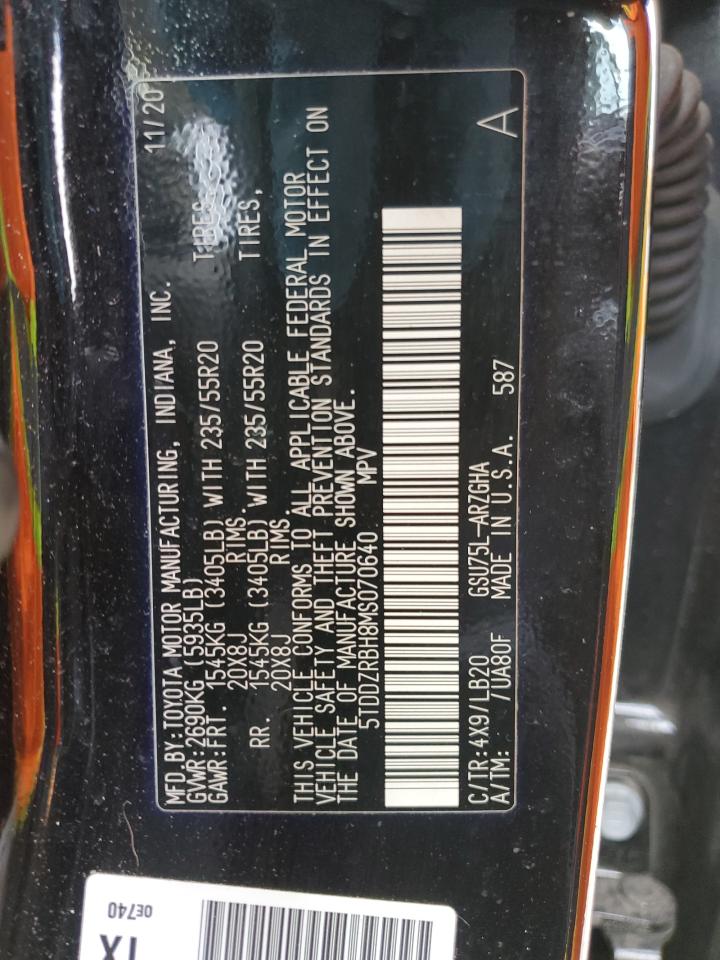 MFD.BY:TOYOTA MOTOR MANUFACTURING, INDIANA, INC. 11/20
GVWR:2690KG (5935LB)
GAWR:FRT. 1545KG (3405LB) WITH 235/55R20 TIRES,
20X8J RIMS,
RR. 1545KG (3405LB) WITH 235/55R20 TIRES,
20X8J RIMS.
THIS VEHICLE CONFORMS TO ALL APPLICABLE FEDERAL MOTOR
VEHICLE SAFETY AND THEFT PREVENTION STANDARDS IN EFFECT ON
THE DATE OF MANUFACTURE SHOWN ABOVE.
5TDDZRBH8MS070640 MPV
C/TR:4X9/LB20 GSU75L-ARZGHA
A/TM: /UA80F MADE IN U.S.A. 587
A
0E740
TX